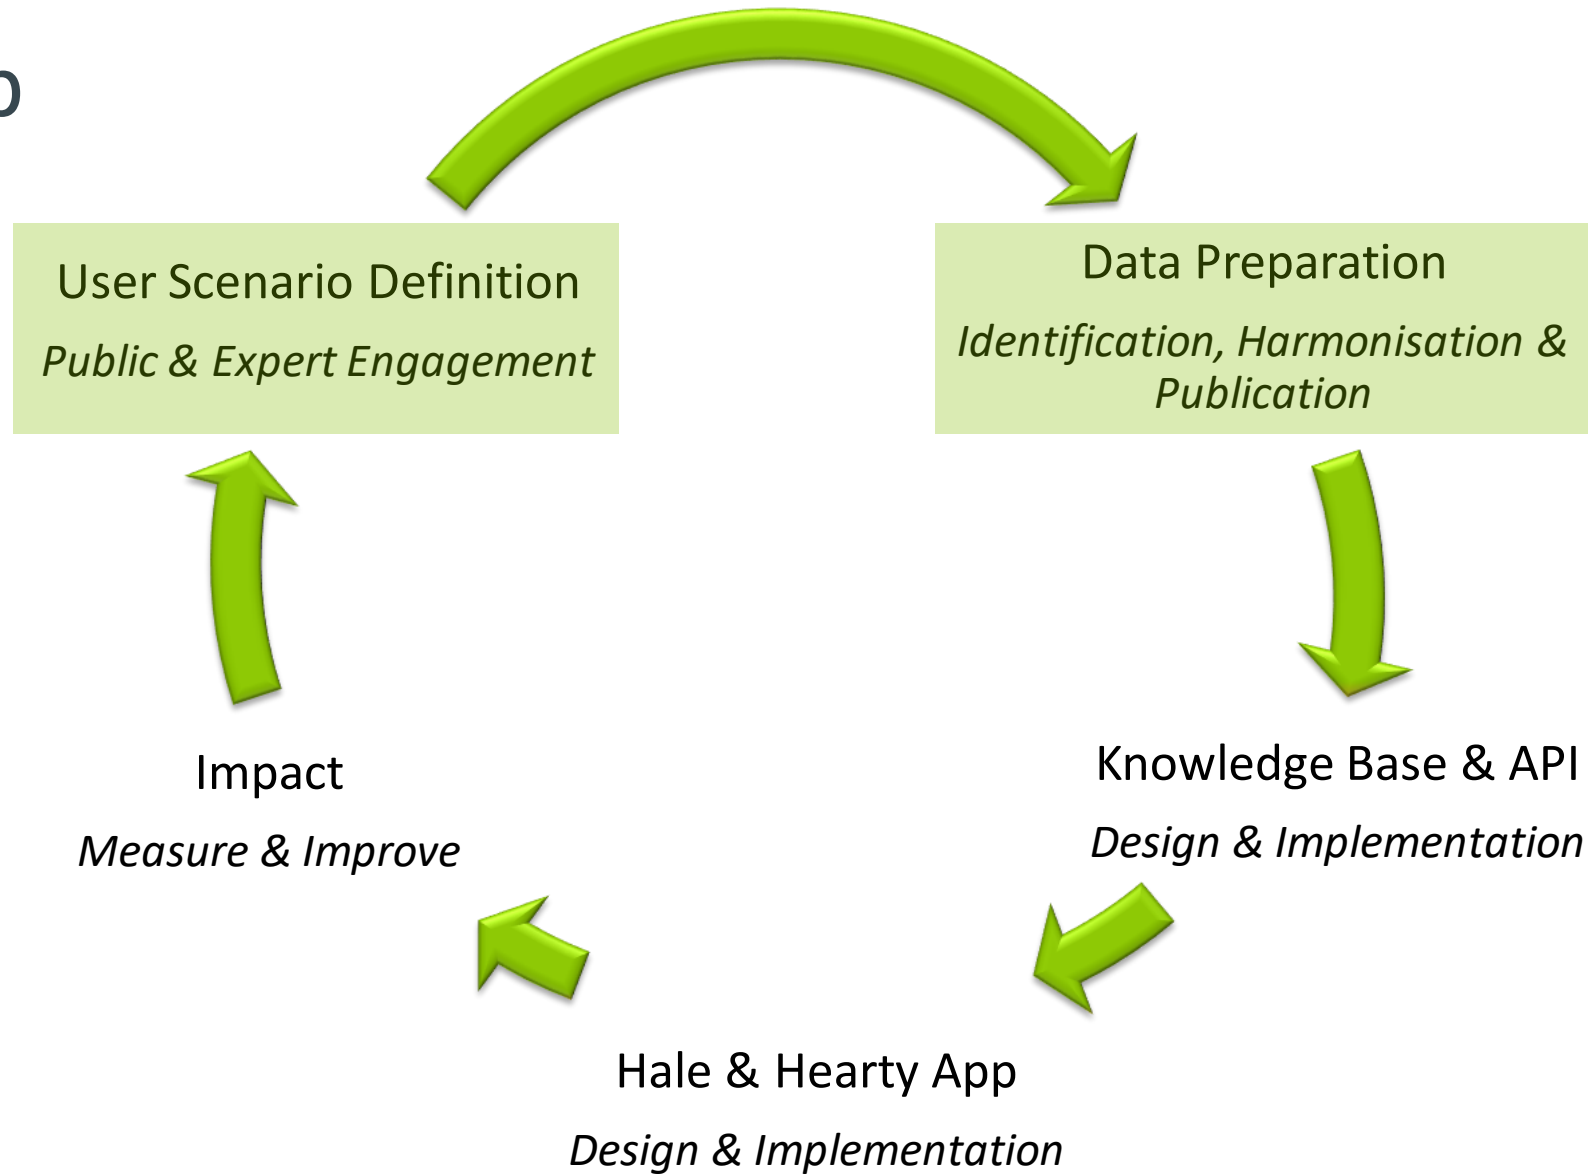 User Scenario Definition
Public & Expert Engagement
Data Preparation
Identification, Harmonisation &
Publication
Knowledge Base & API
Design & Implementation
Hale & Hearty App
Design & Implementation
Impact
Measure & Improve